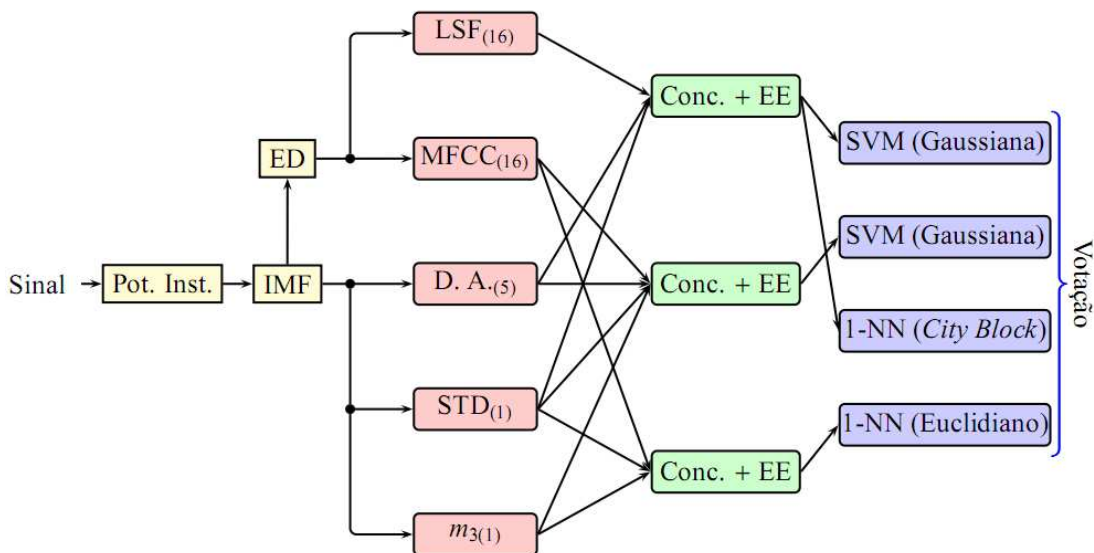 LSF(16)
Conc. + EE
SVM (Gaussiana)
ED
MFCC(16)
SVM (Gaussiana)
Sinal
Pot. Inst.
IMF
D. A.(5)
Conc. + EE
Votação
1-NN (City Block)
STD(1)
1-NN (Euclidiano)
Conc. + EE
m3(1)